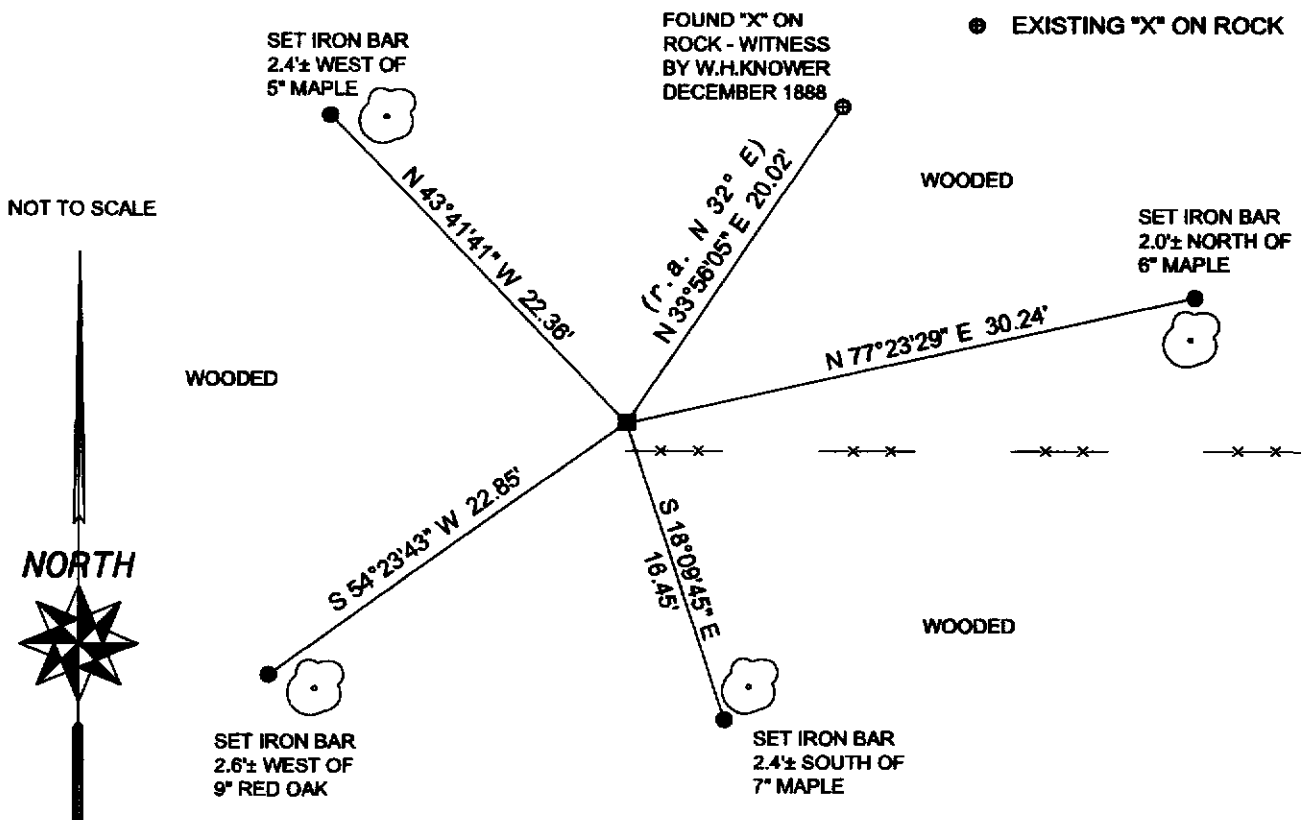 SET IRON BAR
2.4'± WEST OF
5" MAPLE
FOUND "X" ON
ROCK - WITNESS
BY W.H.KNOWER
DECEMBER 1888
EXISTING "X" ON ROCK
NOT TO SCALE
WOODED
SET IRON BAR
2.0'± NORTH OF
6" MAPLE
N 43°41'41" W 22.36'
(r.a. N 32° E)
N 33°56'05" E 20.02'
N 77°23'29" E 30.24'
WOODED
NORTH
S 54°23'43" W 22.85'
S 18°09'45" E
16.45'
WOODED
SET IRON BAR
2.6'± WEST OF
9" RED OAK
SET IRON BAR
2.4'± SOUTH OF
7" MAPLE